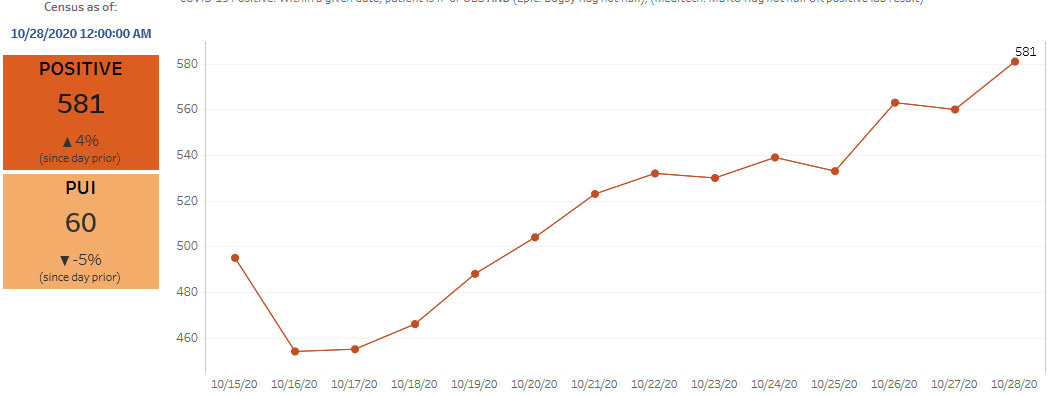 Census as of:
10/28/2020 12:00:00 AM
POSITIVE
581
▲ 4%
(since day prior)
PUI
60
▼ -5%
(since day prior)
581
580
560
540
520
500
480
460
10/15/20 10/16/20 10/17/20 10/18/20 10/19/20 10/20/20 10/21/20 10/22/20 10/23/20 10/24/20 10/25/20 10/26/20 10/27/20 10/28/20